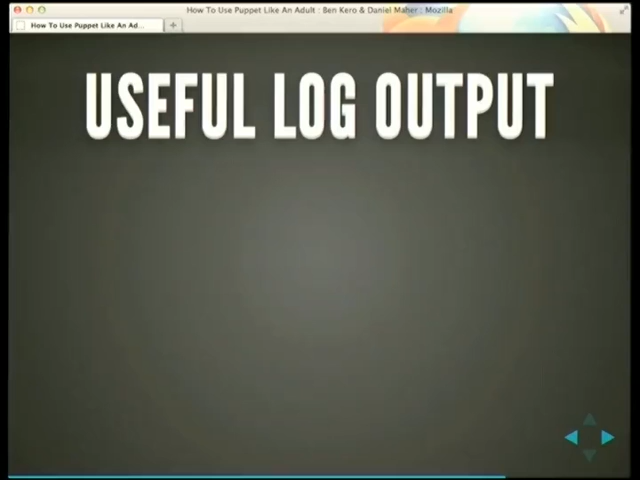 How To Use Puppet Like An Adult : Ben Kero & Daniel Maher : Mozilla
How To Use Puppet Like An Ad...
USEFUL LOG OUTPUT